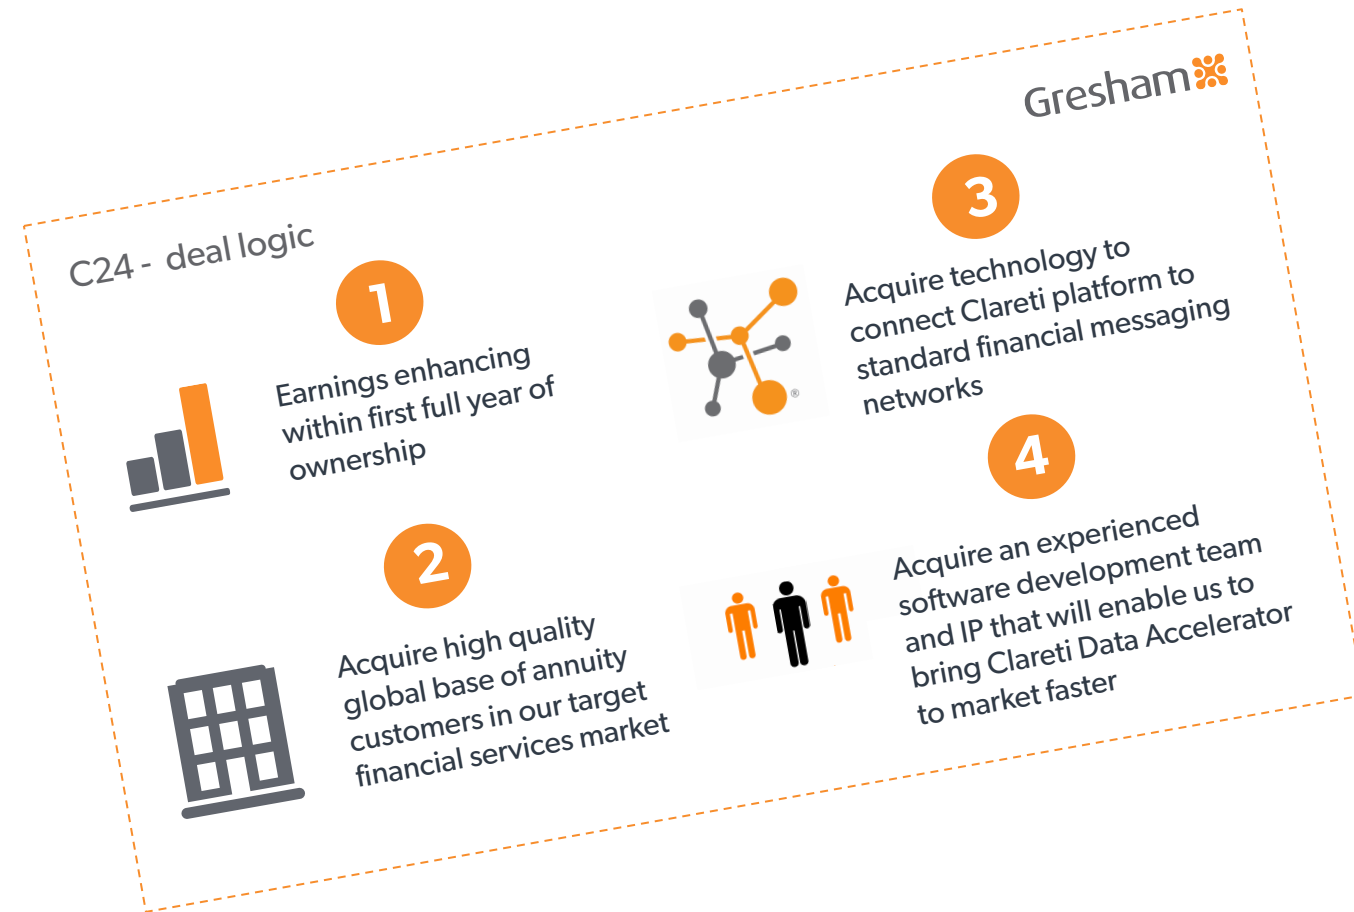 Gresham
C24 - deal logic
1
Earnings enhancing
within first full year of
ownership
2
Acquire high quality
global base of annuity
customers in our target
financial services market
3
Acquire technology to
connect Clareti platform to
standard financial messaging
networks
®
4
Acquire an experienced
software development team
and IP that will enable us to
bring Clareti Data Accelerator
to market faster